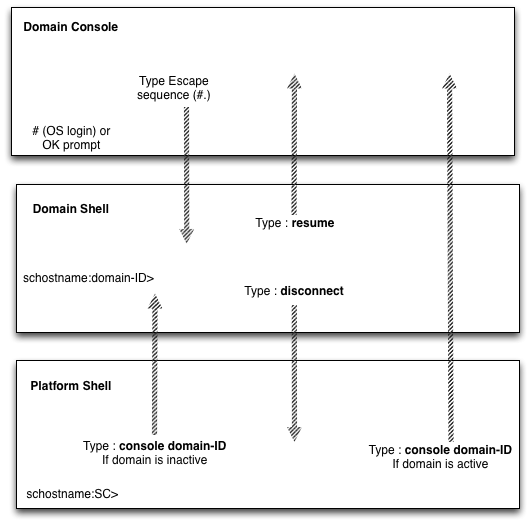 Domain Console
Type Escape
sequence (#.)
# (OS login) or
OK prompt
Domain Shell
Type : resume
schostname:domain-ID>
Type : disconnect
Platform Shell
Type : console domain-ID
If domain is inactive
Type : console domain-ID
If domain is active
schostname:SC>